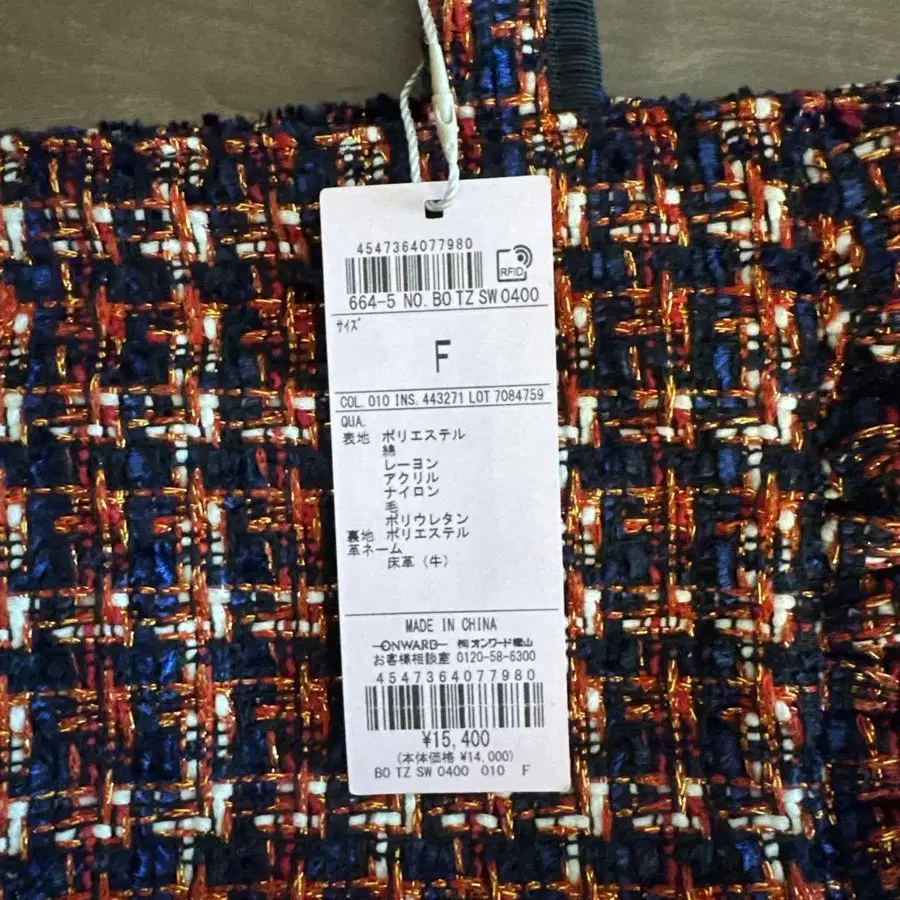 4547364077980
RFID
664-5 NO. BO TZ SW 0400
サイズ
F
COL. 010 INS. 443271 LOT 7084759
QUA.
表地 ポリエステル
綿
レーヨン
アクリル
ナイロン
毛
ポリウレタン
裏地 ポリエステル
革ネーム
床革（牛）
MADE IN CHINA
ONWARD ㈱オンワード樫山
お客様相談室 0120-58-6300
4547364077980
¥15,400
(本体価格 ¥14,000)
BO TZ SW 0400 010 F